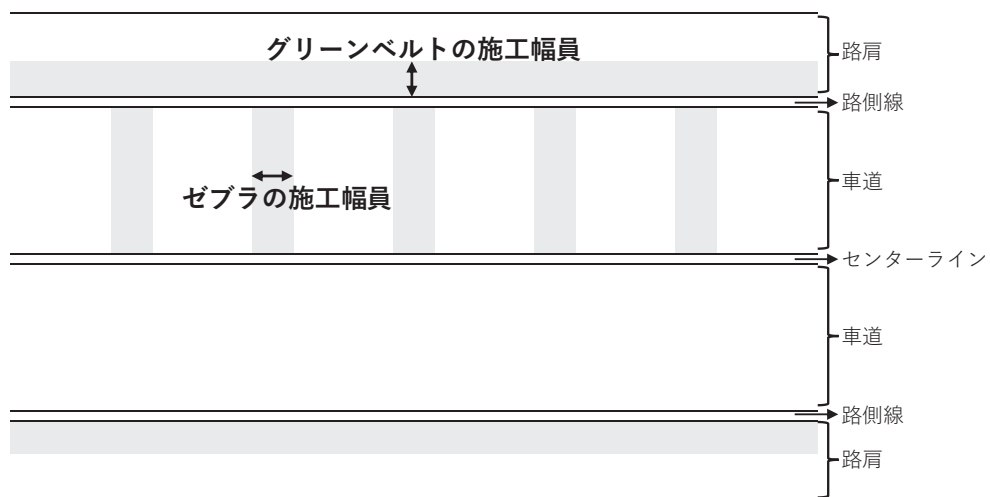 グリーンベルトの施工幅員
路肩
路側線
ゼブラの施工幅員
車道
センターライン
車道
路側線
路肩